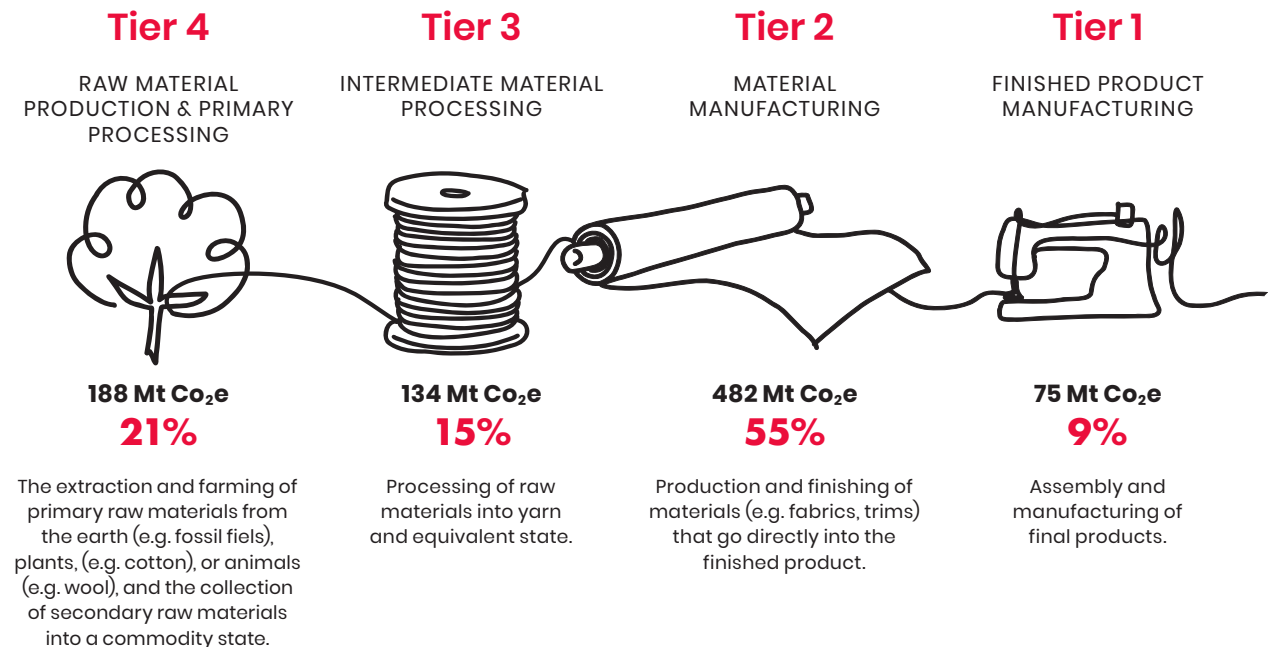 Tier 4
RAW MATERIAL
PRODUCTION & PRIMARY
PROCESSING
188 Mt Co₂e
21%
The extraction and farming of
primary raw materials from
the earth (e.g. fossil fiels),
plants, (e.g. cotton), or animals
(e.g. wool), and the collection
of secondary raw materials
into a commodity state.
Tier 3
INTERMEDIATE MATERIAL
PROCESSING
134 Mt Co₂e
15%
Processing of raw
materials into yarn
and equivalent state.
Tier 2
MATERIAL
MANUFACTURING
482 Mt Co₂e
55%
Production and finishing of
materials (e.g. fabrics, trims)
that go directly into the
finished product.
Tier 1
FINISHED PRODUCT
MANUFACTURING
75 Mt Co₂e
9%
Assembly and
manufacturing of
final products.